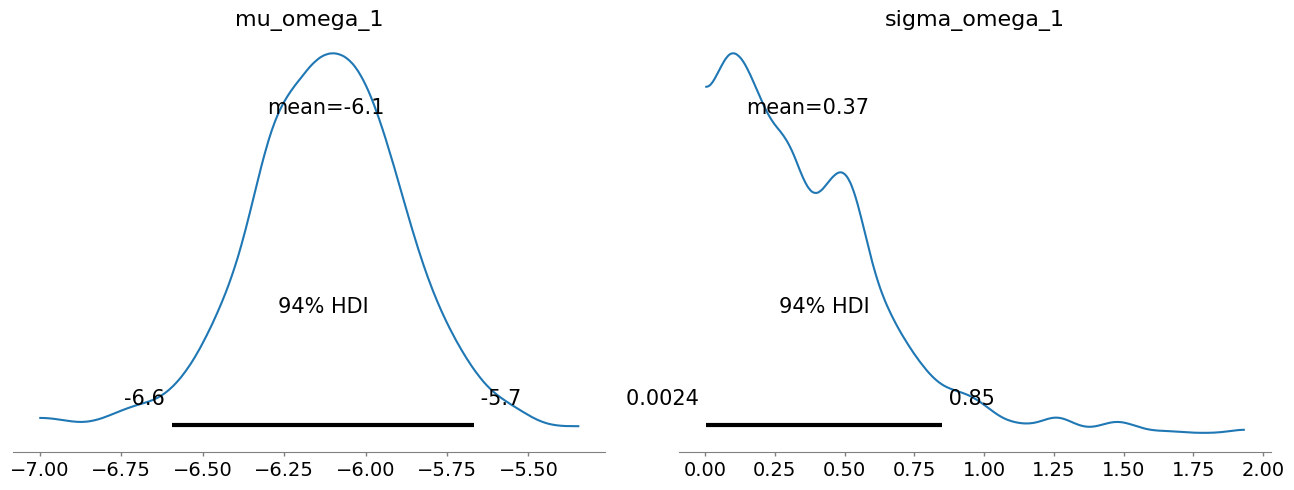 mu_omega_1
mean=-6.1
94% HDI
-6.6
-5.7
−7.00 −6.75 −6.50 −6.25 −6.00 −5.75 −5.50
sigma_omega_1
mean=0.37
94% HDI
0.0024
0.85
0.00 0.25 0.50 0.75 1.00 1.25 1.50 1.75 2.00